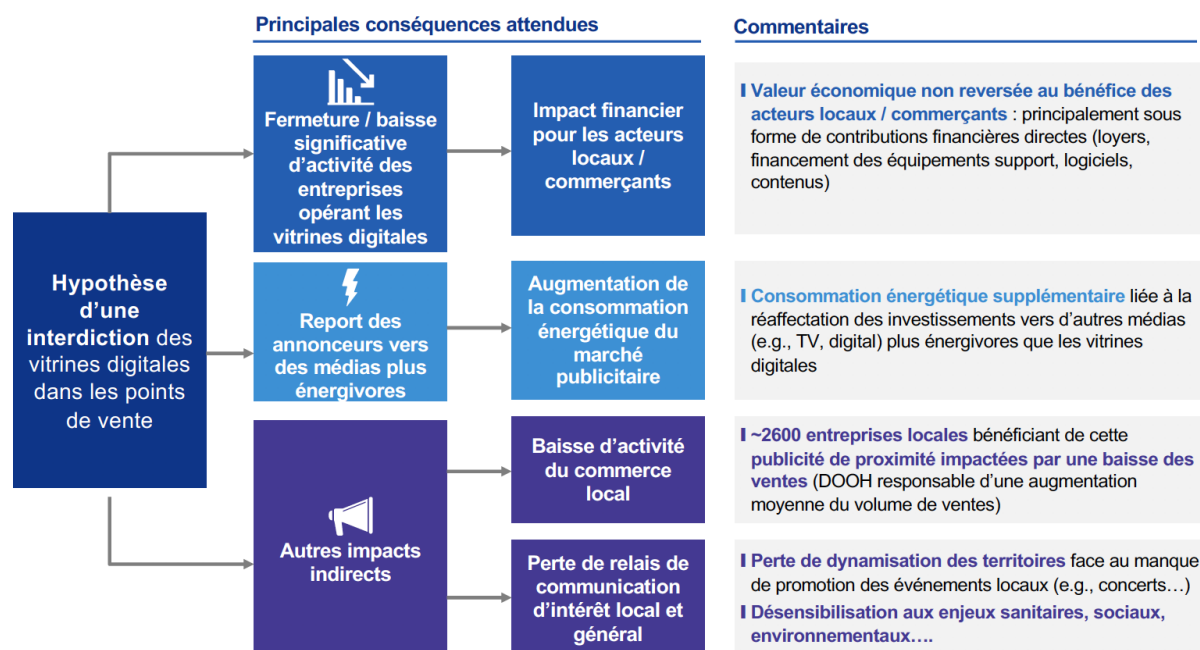 Principales conséquences attendues
Commentaires
Hypothèse
d'une
interdiction des
vitrines digitales
dans les points
de vente
Fermeture / baisse
significative
d'activité des
entreprises
opérant les
vitrines digitales
Impact financier
pour les acteurs
locaux /
commerçants
Valeur économique non reversée au bénéfice des
acteurs locaux / commerçants : principalement sous
forme de contributions financières directes (loyers,
financement des équipements support, logiciels,
contenus)
Report des
annonceurs vers
des médias plus
énergivores
Augmentation de
la consommation
énergétique du
marché
publicitaire
Consommation énergétique supplémentaire liée à la
réaffectation des investissements vers d'autres médias
(e.g., TV, digital) plus énergivores que les vitrines
digitales
Autres impacts
indirects
Baisse d'activité
du commerce
local
~2600 entreprises locales bénéficiant de cette
publicité de proximité impactées par une baisse des
ventes (DOOH responsable d'une augmentation
moyenne du volume de ventes)
Perte de relais de
communication
d'intérêt local et
général
Perte de dynamisation des territoires face au manque
de promotion des événements locaux (e.g., concerts…)
Désensibilisation aux enjeux sanitaires, sociaux,
environnementaux….